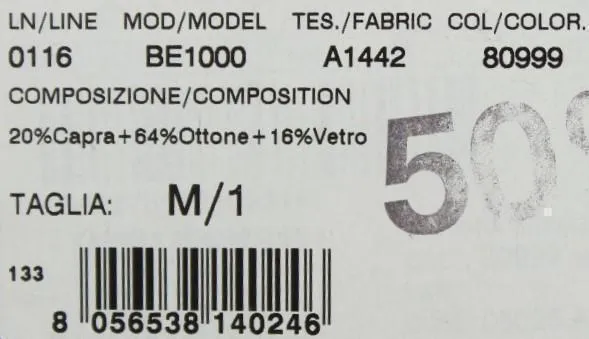 LN/LINE MOD/MODEL TES./FABRIC COL/COLOR.
0116 BE1000 A1442 80999
COMPOSIZIONE/COMPOSITION
20%Capra+64%Ottone+16%Vetro
50%
TAGLIA: M/1
133
8 056538 140246